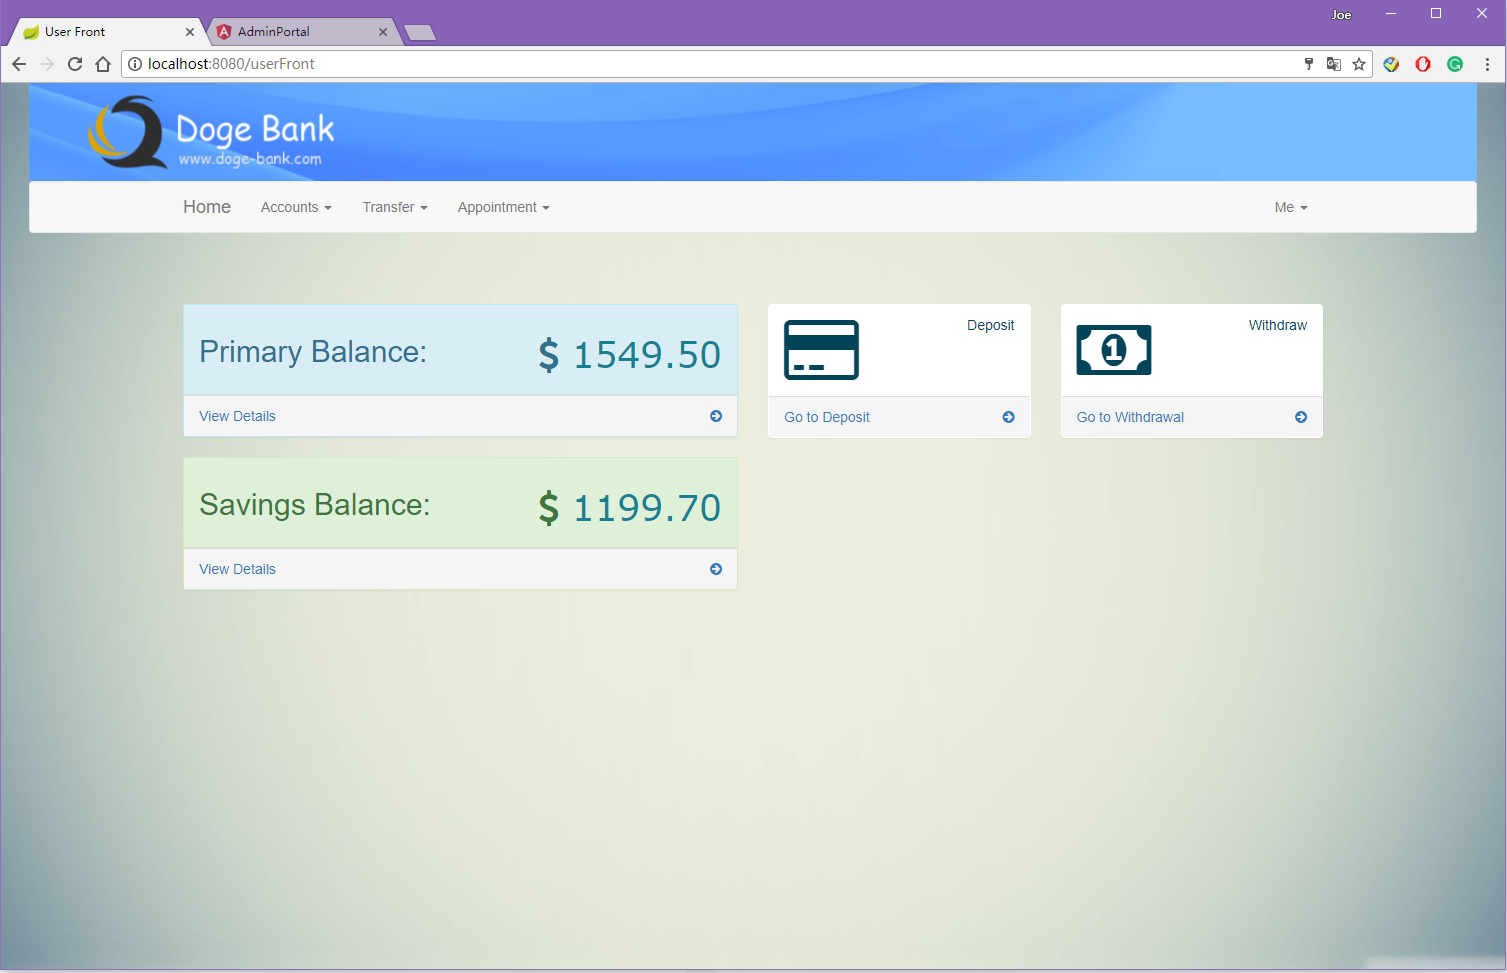 Joe
User Front
AdminPortal
localhost:8080/userFront
Doge Bank
www.doge-bank.com
Home Accounts Transfer Appointment Me
Primary Balance: $ 1549.50
View Details
Deposit
Go to Deposit
Withdraw
1
Go to Withdrawal
Savings Balance: $ 1199.70
View Details